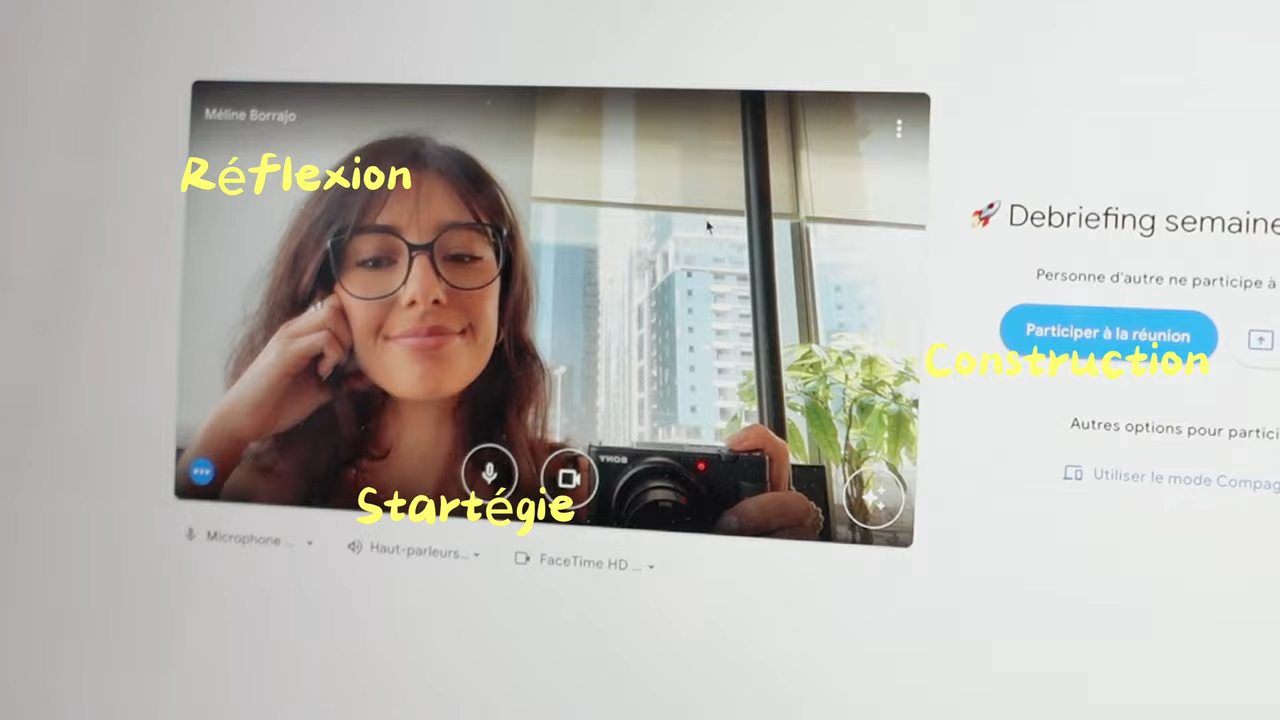 Méline Borrajo
Réflexion
🚀 Debriefing semaine
Personne d'autre ne participe à
Participer à la réunion
Construction
Autres options pour partici
Utiliser le mode Compag
SONY
Startégie
Microphone ...
Haut-parleurs...
FaceTime HD ...